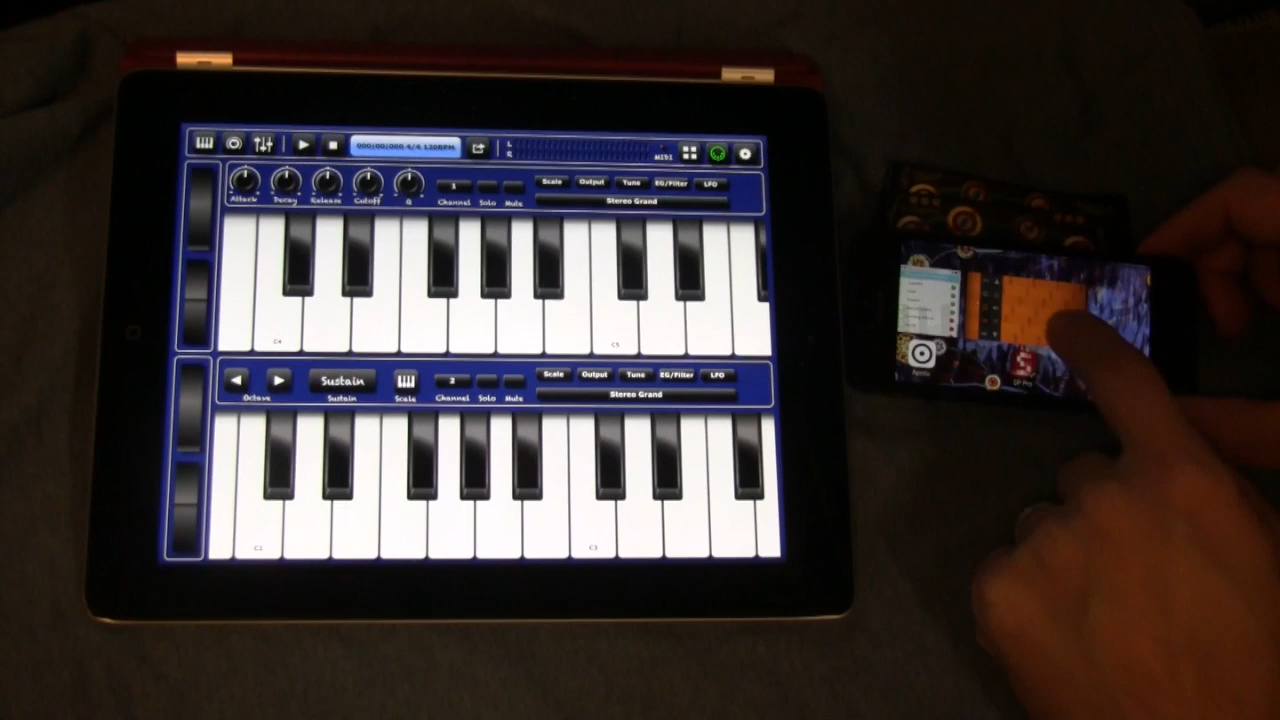 000|00|000 4/4 120BPM
L
R
MIDI
Attack Decay Release Cutoff Q
1
Channel Solo Mute
Scale Output Tune EG/Filter LFO
Stereo Grand
C4 C5
Octave
Sustain
Sustain
Scale
2
Channel Solo Mute
Scale Output Tune EG/Filter LFO
Stereo Grand
C3
Apollo